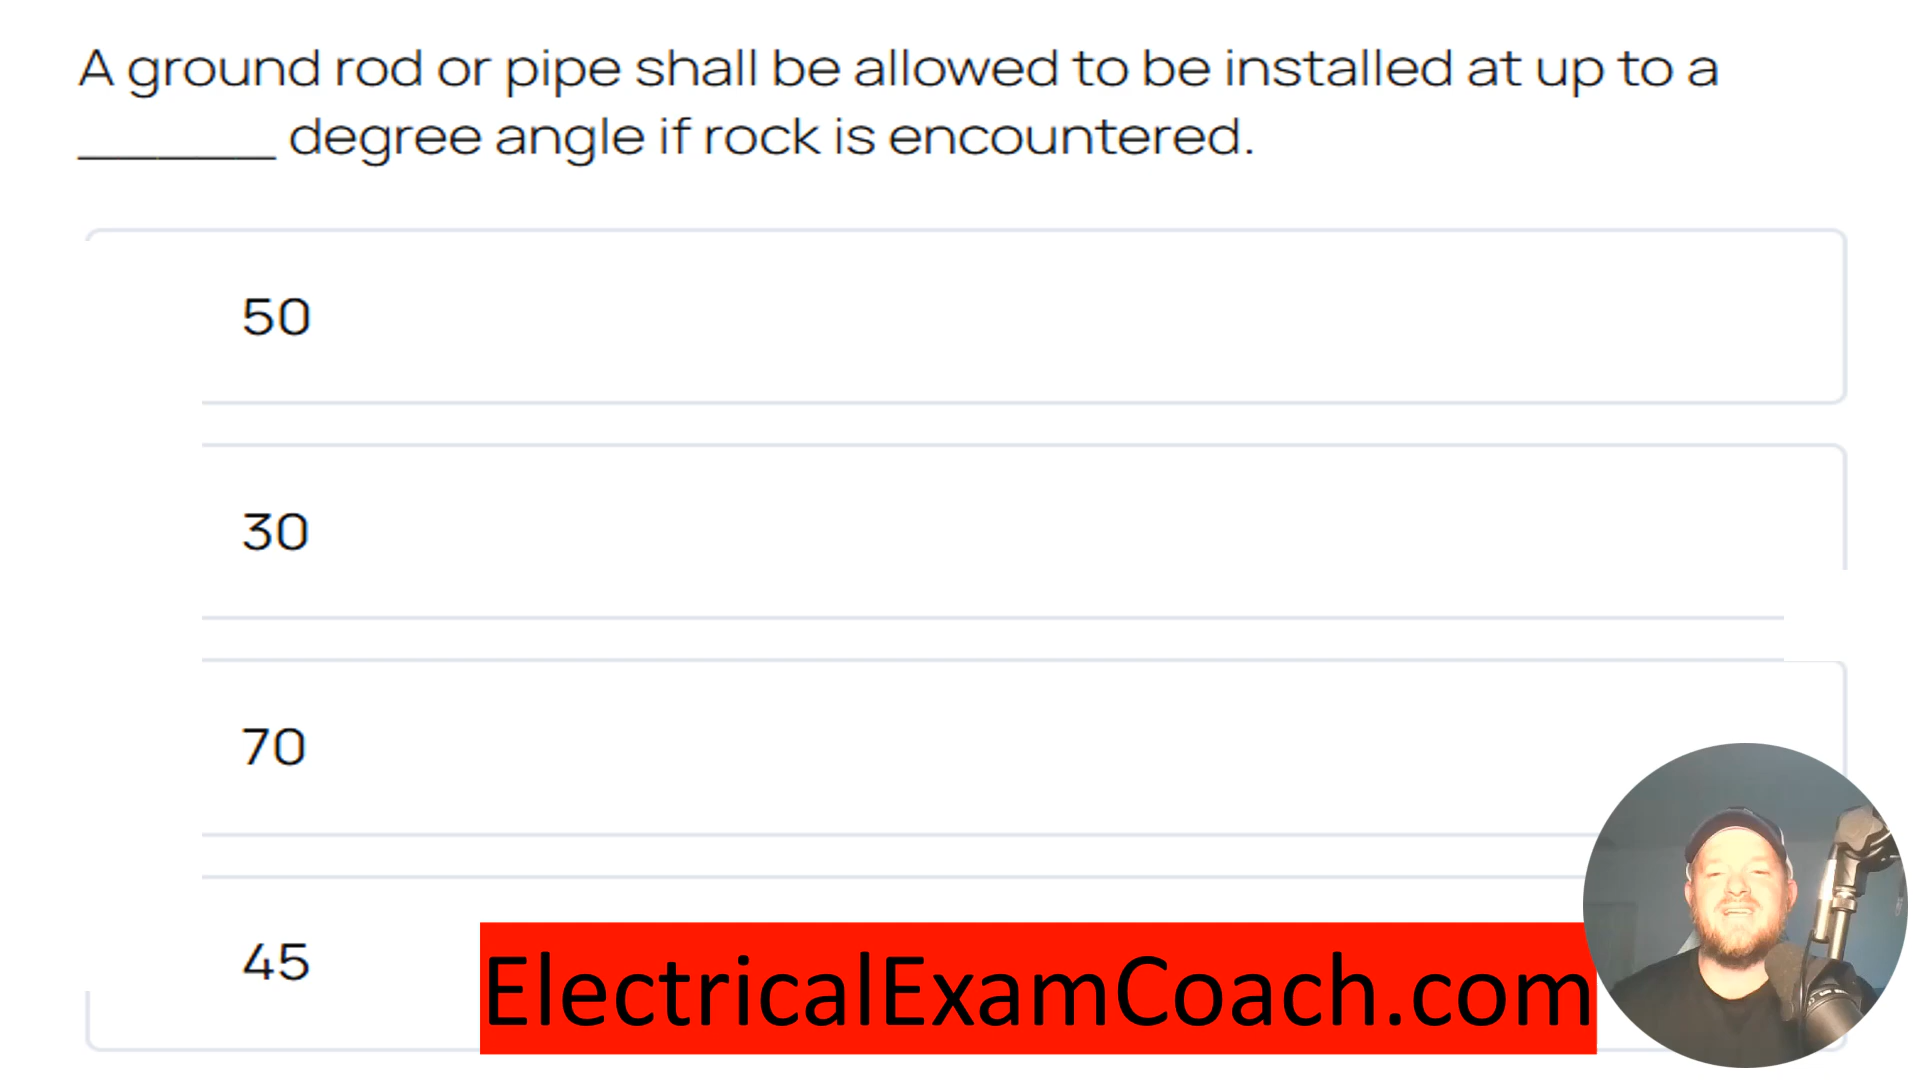 A ground rod or pipe shall be allowed to be installed at up to a
______ degree angle if rock is encountered.
50
30
70
45
ElectricalExamCoach.com